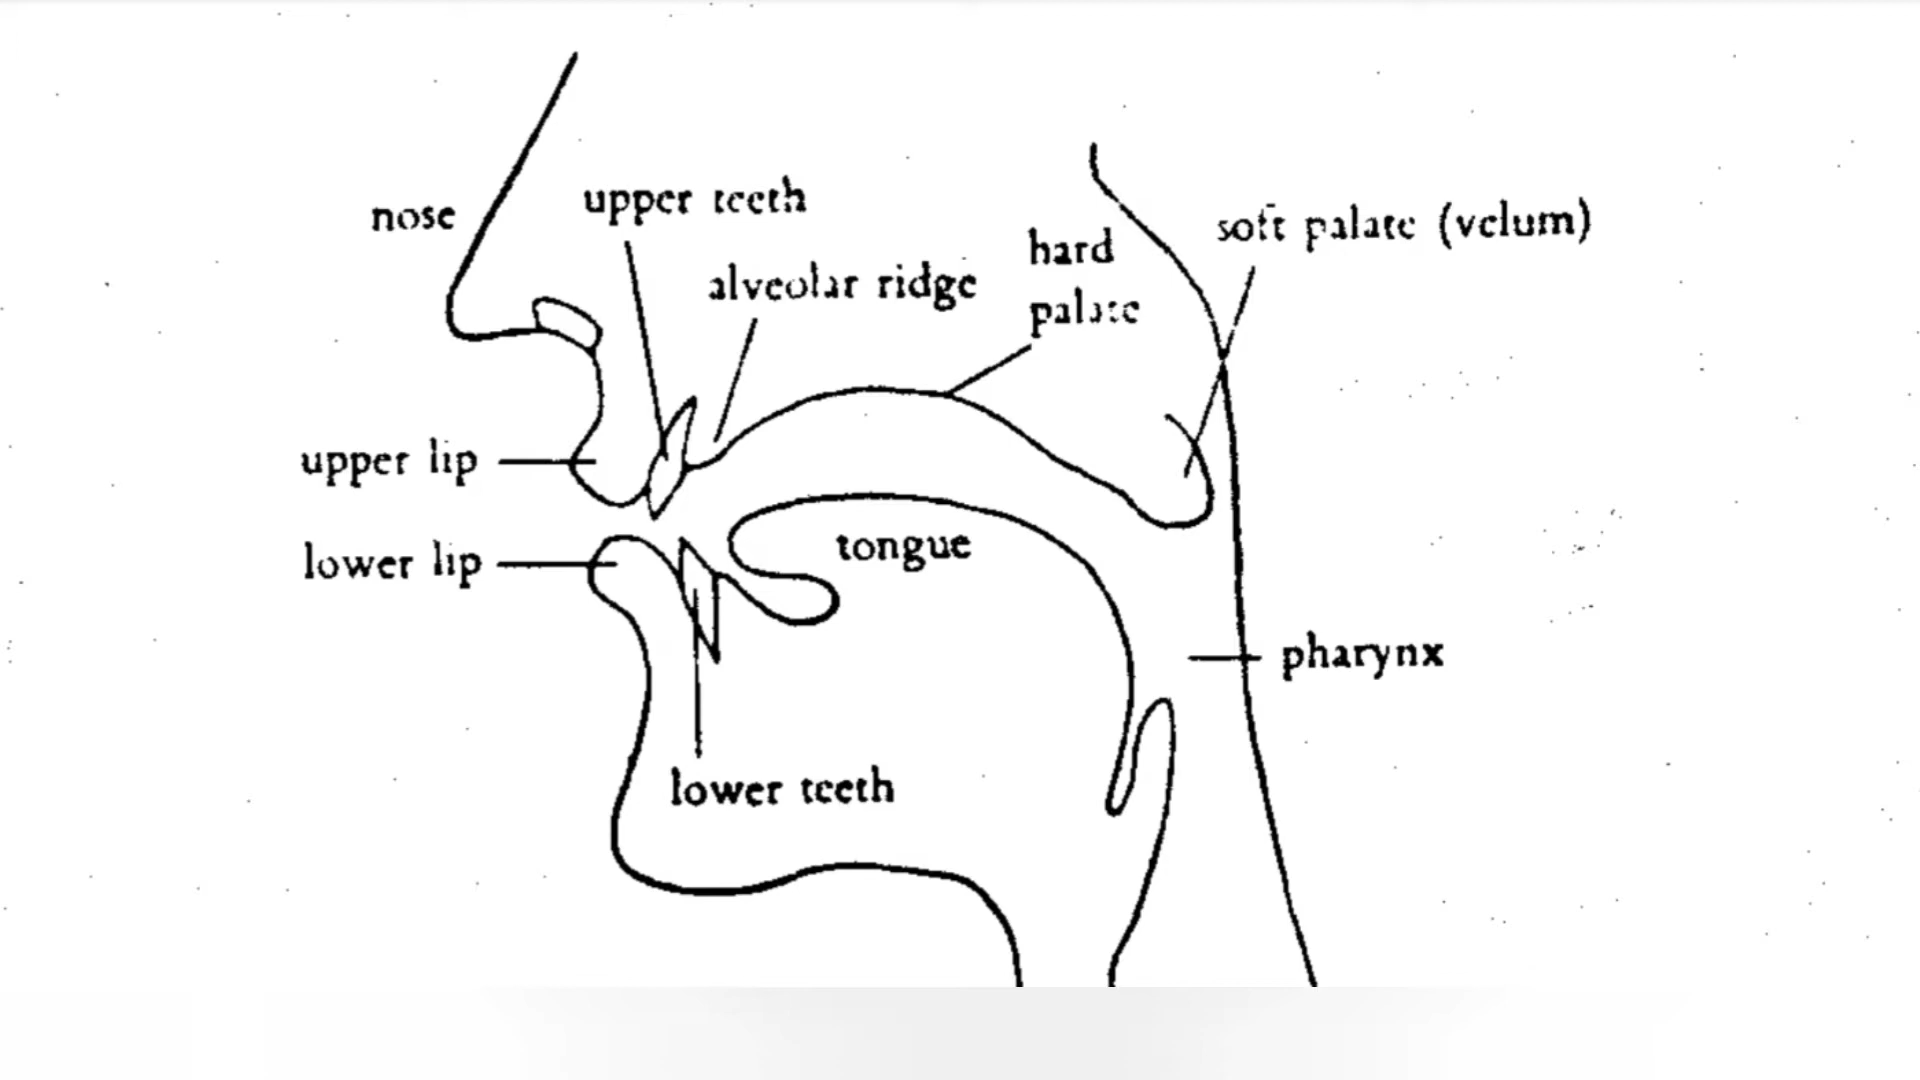 nose
upper teeth
alveolar ridge
hard
palate
soft palate (velum)
upper lip
lower lip
tongue
pharynx
lower teeth